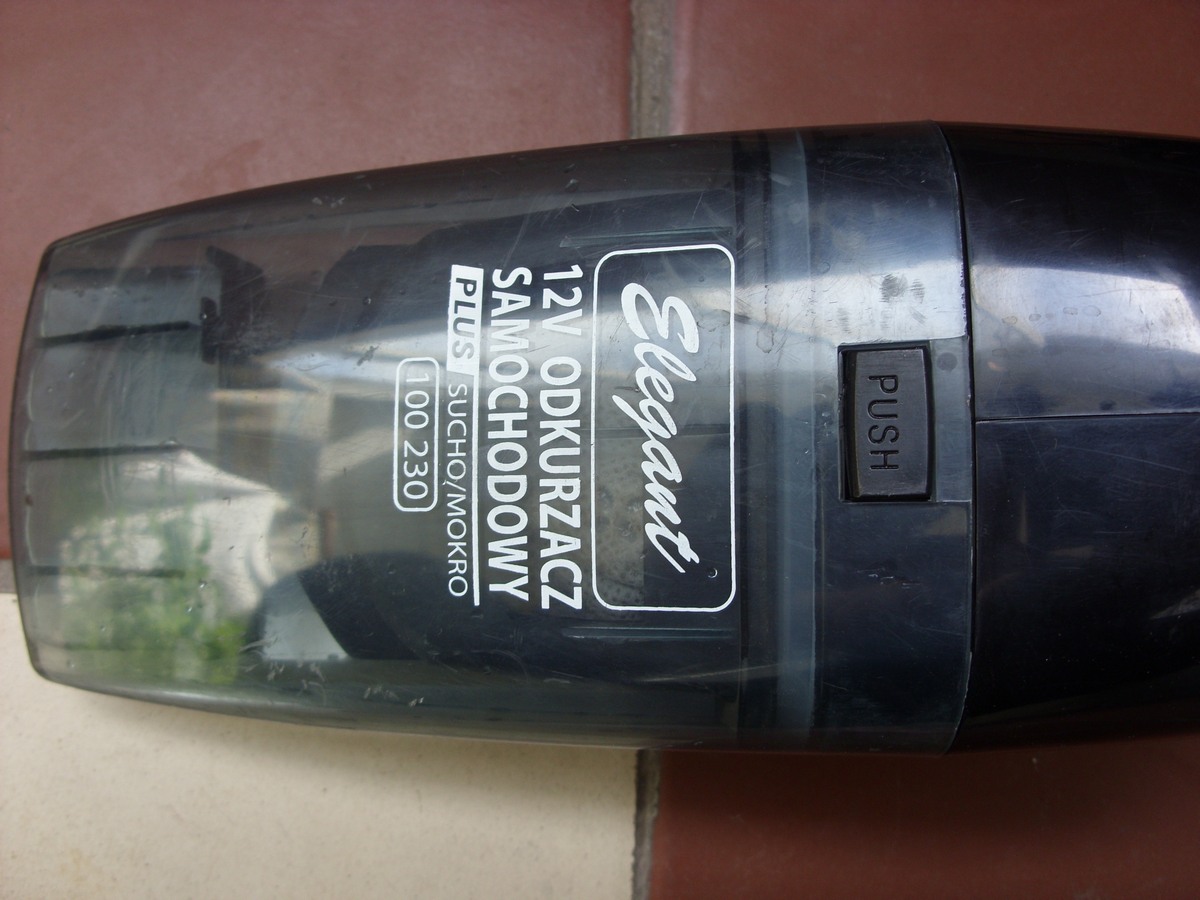 PUSH
Elegant
12V ODKURZACZ
SAMOCHODOWY
PLUS SUCHO/MOKRO
100 230